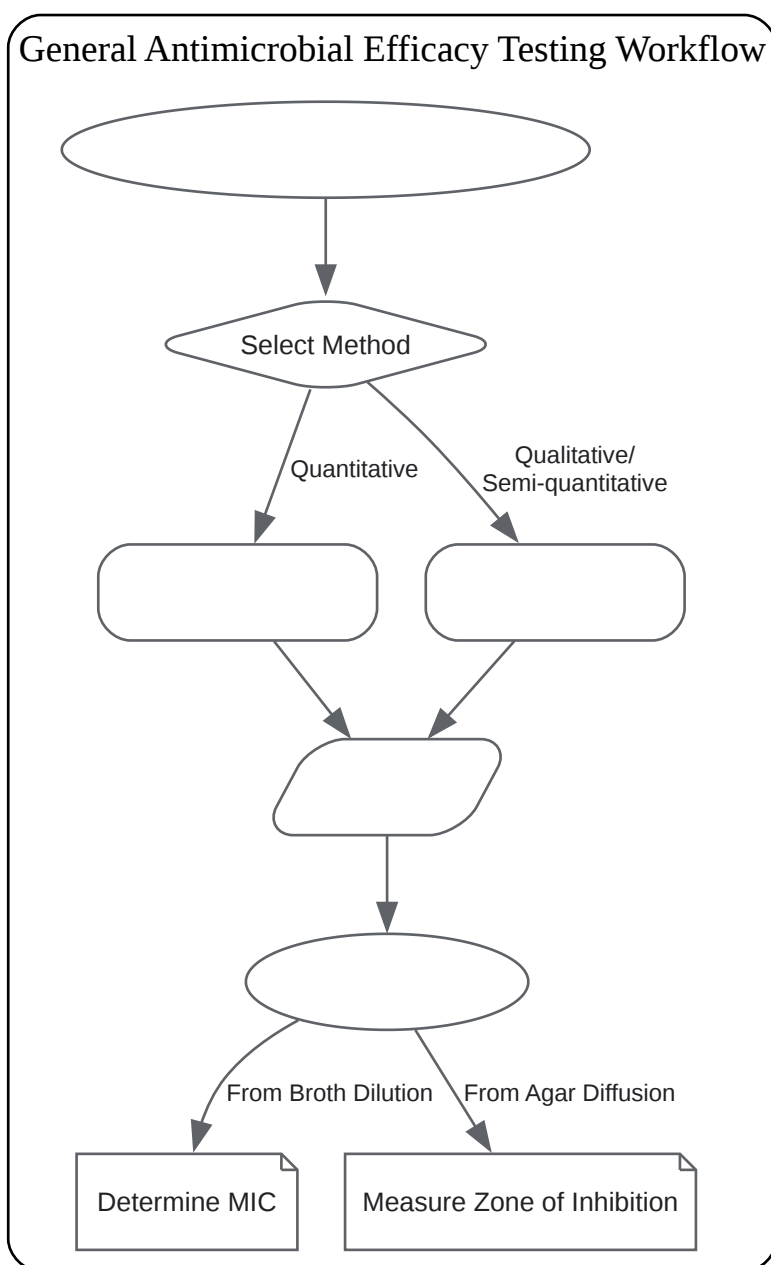 General Antimicrobial Efficacy Testing Workflow
Select Method
Quantitative
Qualitative/
Semi-quantitative
From Broth Dilution
From Agar Diffusion
Determine MIC
Measure Zone of Inhibition